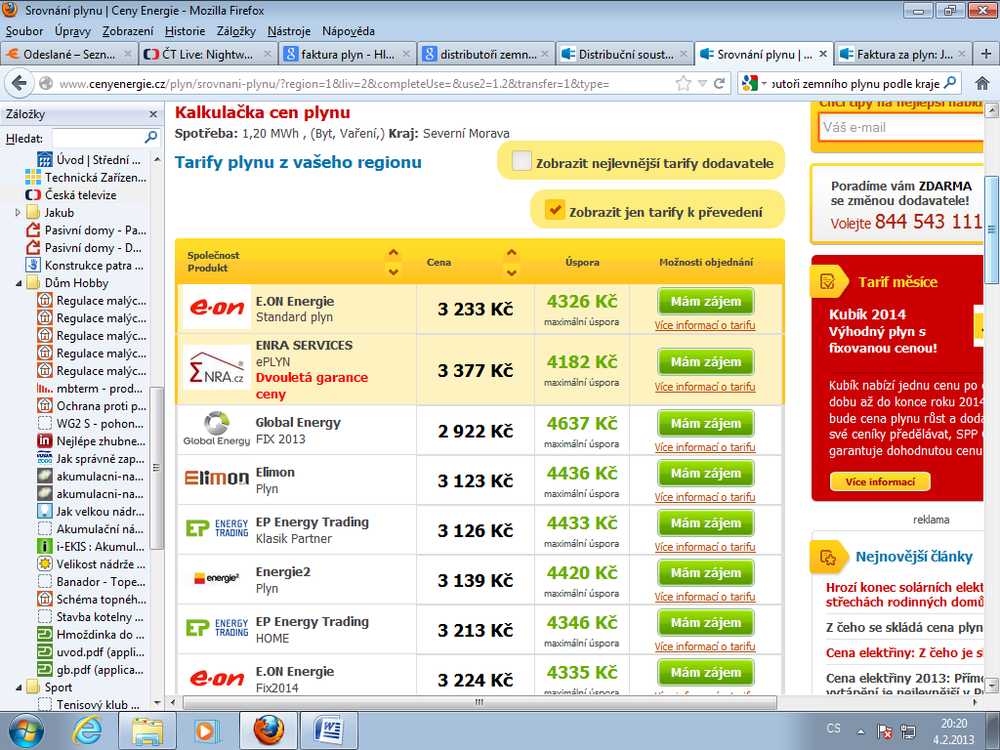 Srovnání plynu | Ceny Energie - Mozilla Firefox
Soubor Úpravy Zobrazení Historie Záložky Nástroje Nápověda
Odeslané – Sezn...
ČT Live: Nightw...
faktura plyn - Hl...
distributoři zemn...
Distribuční soust...
Srovnání plynu | ...
Faktura za plyn: J...
www.cenyenergie.cz/plyn/srovnani-plynu/?region=1&liv=2&completeUse=&use2=1.2&transfer=1&type=
oři zemního plynu podle kraje
Záložky
Hledat:
Úvod | Střední ...
Technická Zařízen...
Česká televize
Jakub
Pasivní domy - Pa...
Pasivní domy - D...
Konstrukce patra ...
Dům Hobby
Regulace malýc...
Regulace malýc...
Regulace malýc...
Regulace malýc...
Regulace malýc...
mbterm - prod...
Ochrana proti p...
WG2 S - pohon...
Nejlépe zhubne...
Jak správné zap...
akumulacni-na...
akumulacni-na...
Jak velkou nádr...
Akumulační ná...
i-EKIS : Akumul...
Velikost nádrže ...
Banador - Tope...
Schéma topnéh...
Stavba kotelny ...
Hmoždinka do ...
uvod.pdf (appli...
gb.pdf (applica...
Sport
Tenisový klub ...
Kalkulačka cen plynu
Spotřeba: 1,20 MWh , (Byt, Vaření,) Kraj: Severní Morava
Tarify plynu z vašeho regionu
Zobrazit nejlevnější tarify dodavatele
Zobrazit jen tarify k převedení
Společnost
Produkt
Cena
Úspora
Možnosti objednání
e·on
E.ON Energie
Standard plyn
3 233 Kč
4326 Kč
maximální úspora
Mám zájem
Více informací o tarifu
ΣNRA.cz
ENRA SERVICES
ePLYN
Dvouletá garance
ceny
3 377 Kč
4182 Kč
maximální úspora
Mám zájem
Více informací o tarifu
Global Energy
Global Energy
FIX 2013
2 922 Kč
4637 Kč
maximální úspora
Mám zájem
Více informací o tarifu
Elimon
Elimon
Plyn
3 123 Kč
4436 Kč
maximální úspora
Mám zájem
Více informací o tarifu
EP ENERGY
TRADING
EP Energy Trading
Klasik Partner
3 126 Kč
4433 Kč
maximální úspora
Mám zájem
Více informací o tarifu
energie²
Energie2
Plyn
3 139 Kč
4420 Kč
maximální úspora
Mám zájem
Více informací o tarifu
EP ENERGY
TRADING
EP Energy Trading
HOME
3 213 Kč
4346 Kč
maximální úspora
Mám zájem
Více informací o tarifu
e·on
E.ON Energie
Fix2014
3 224 Kč
4335 Kč
maximální úspora
Mám zájem
Chci tipy na nejlepší nabíd
Váš e-mail
Poradíme vám ZDARMA
se změnou dodavatele!
Volejte 844 543 111
Tarif měsíce
Kubík 2014
Výhodný plyn s
fixovanou cenou!
Kubík nabízí jednu cenu po
dobu až do konce roku 2014
bude cena plynu růst a doda
své ceníky předělávat, SPP
garantuje dohodnutou cenu
Více informací
reklama
Nejnovější články
Hrozí konec solárních elekt
střechách rodinných domů
Z čeho se skládá cena plyn
Cena elektřiny: Z čeho je s
Cena elektřiny 2013: Přímo
vytápění je nejlevnější v P
CS
20:20
4.2.2013